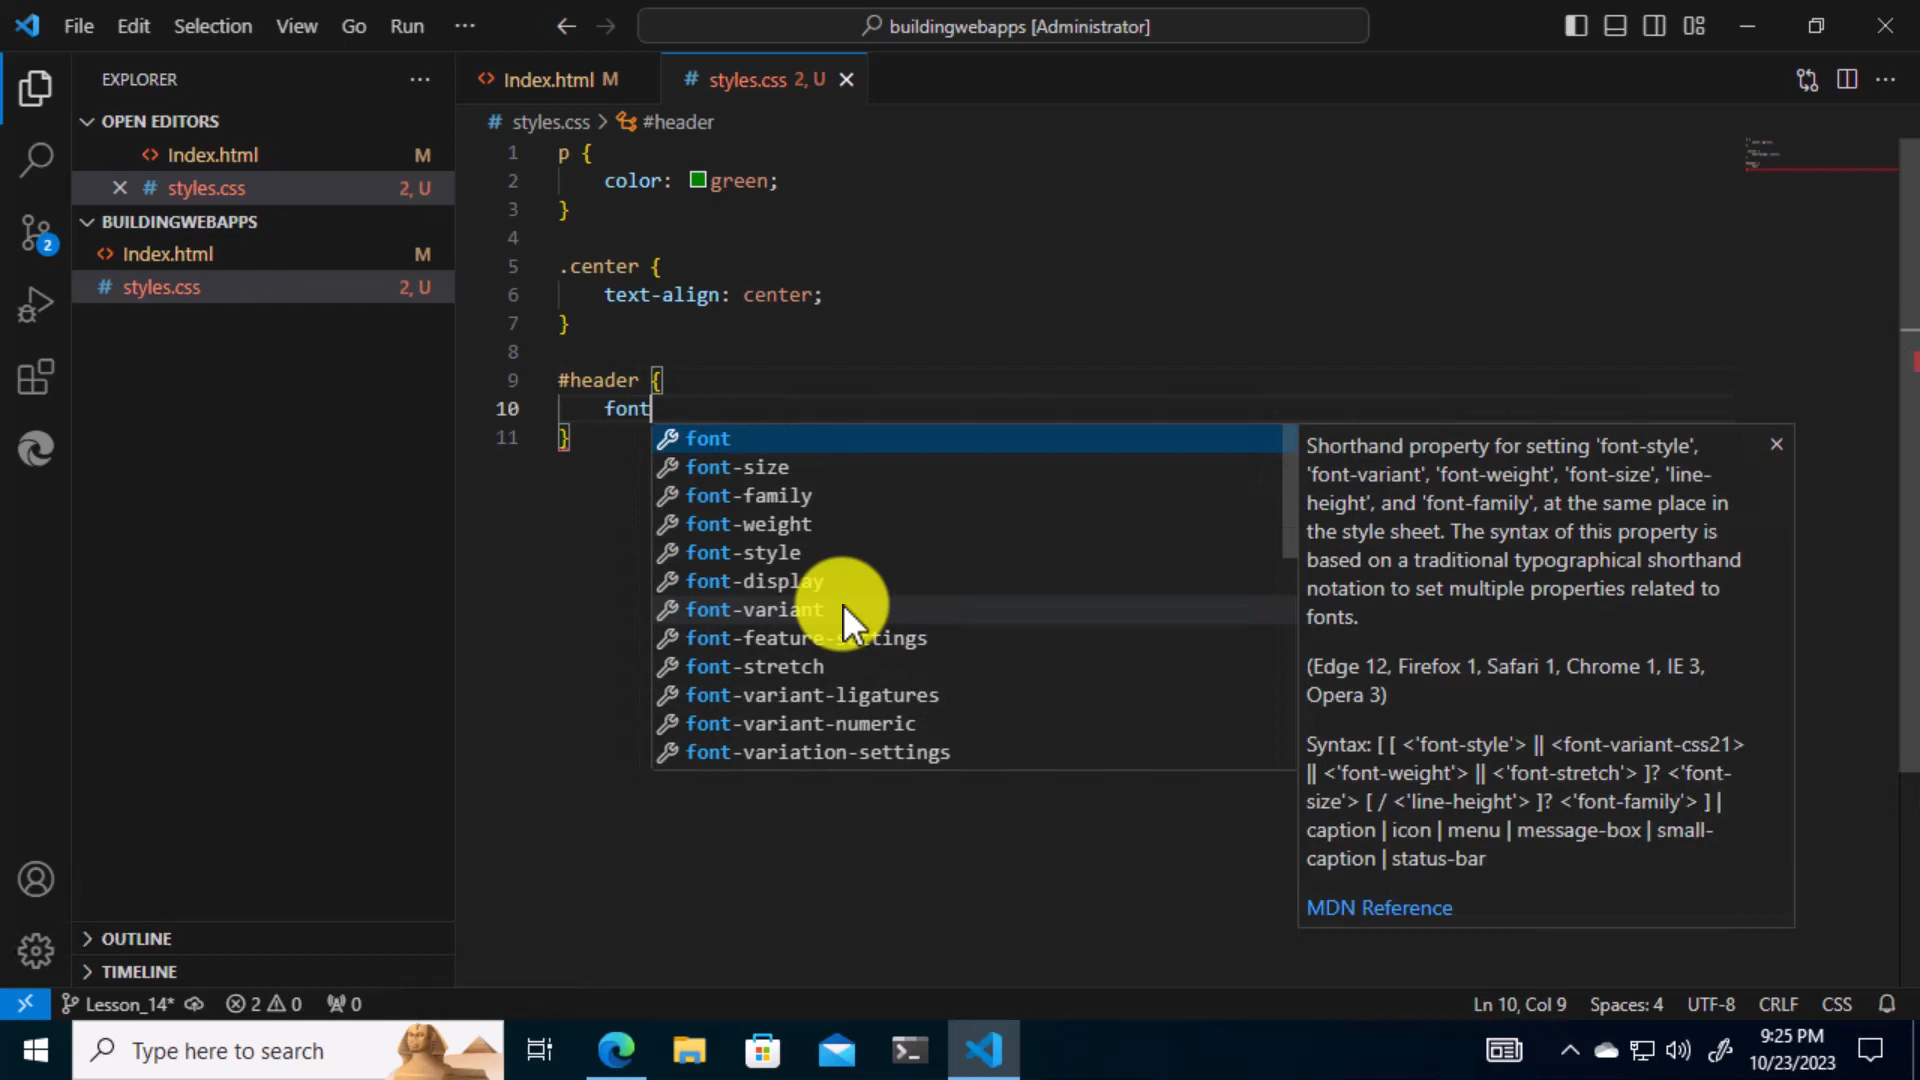 File Edit Selection View Go Run ···
buildingwebapps [Administrator]
EXPLORER ···
OPEN EDITORS
<> Index.html M
# styles.css 2, U
BUILDINGWEBAPPS
<> Index.html M
# styles.css 2, U
2
OUTLINE
TIMELINE
<> Index.html M
# styles.css 2, U
# styles.css > #header
1 p {
2 color: green;
3 }
4
5 .center {
6 text-align: center;
7 }
8
9 #header {
10 font
11 }
font
font-size
font-family
font-weight
font-style
font-display
font-variant
font-feature-settings
font-stretch
font-variant-ligatures
font-variant-numeric
font-variation-settings
Shorthand property for setting 'font-style',
'font-variant', 'font-weight', 'font-size', 'line-
height', and 'font-family', at the same place in
the style sheet. The syntax of this property is
based on a traditional typographical shorthand
notation to set multiple properties related to
fonts.
(Edge 12, Firefox 1, Safari 1, Chrome 1, IE 3,
Opera 3)
Syntax: [ [ <'font-style'> || <font-variant-css21>
|| <'font-weight'> || <'font-stretch'> ]? <'font-
size'> [ / <'line-height'> ]? <'font-family'> ] |
caption | icon | menu | message-box | small-
caption | status-bar
MDN Reference
Lesson_14* 2 0 0
Ln 10, Col 9 Spaces: 4 UTF-8 CRLF CSS
Type here to search
9:25 PM
10/23/2023